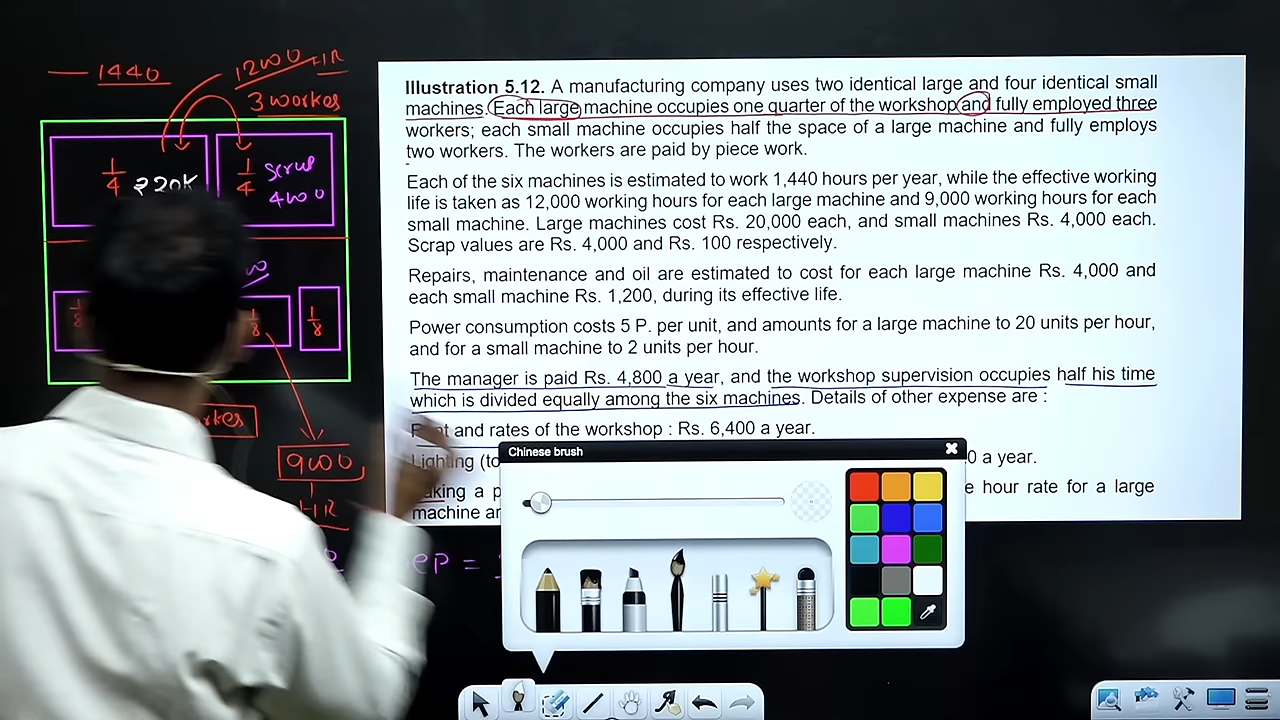 1440
12000 HR
3 workes
1/4 ₹20K
1/4 Scrap
4000
1/8
1/8
9000
HR
EP =
Illustration 5.12. A manufacturing company uses two identical large and four identical small
machines Each large machine occupies one quarter of the workshop and fully employed three
workers; each small machine occupies half the space of a large machine and fully employs
two workers. The workers are paid by piece work.
Each of the six machines is estimated to work 1,440 hours per year, while the effective working
life is taken as 12,000 working hours for each large machine and 9,000 working hours for each
small machine. Large machines cost Rs. 20,000 each, and small machines Rs. 4,000 each.
Scrap values are Rs. 4,000 and Rs. 100 respectively.
Repairs, maintenance and oil are estimated to cost for each large machine Rs. 4,000 and
each small machine Rs. 1,200, during its effective life.
Power consumption costs 5 P. per unit, and amounts for a large machine to 20 units per hour,
and for a small machine to 2 units per hour.
The manager is paid Rs. 4,800 a year, and the workshop supervision occupies half his time
which is divided equally among the six machines. Details of other expense are :
and rates of the workshop : Rs. 6,400 a year.
Lighting (to 0 a year.
a p e hour rate for a large
machine
Chinese brush